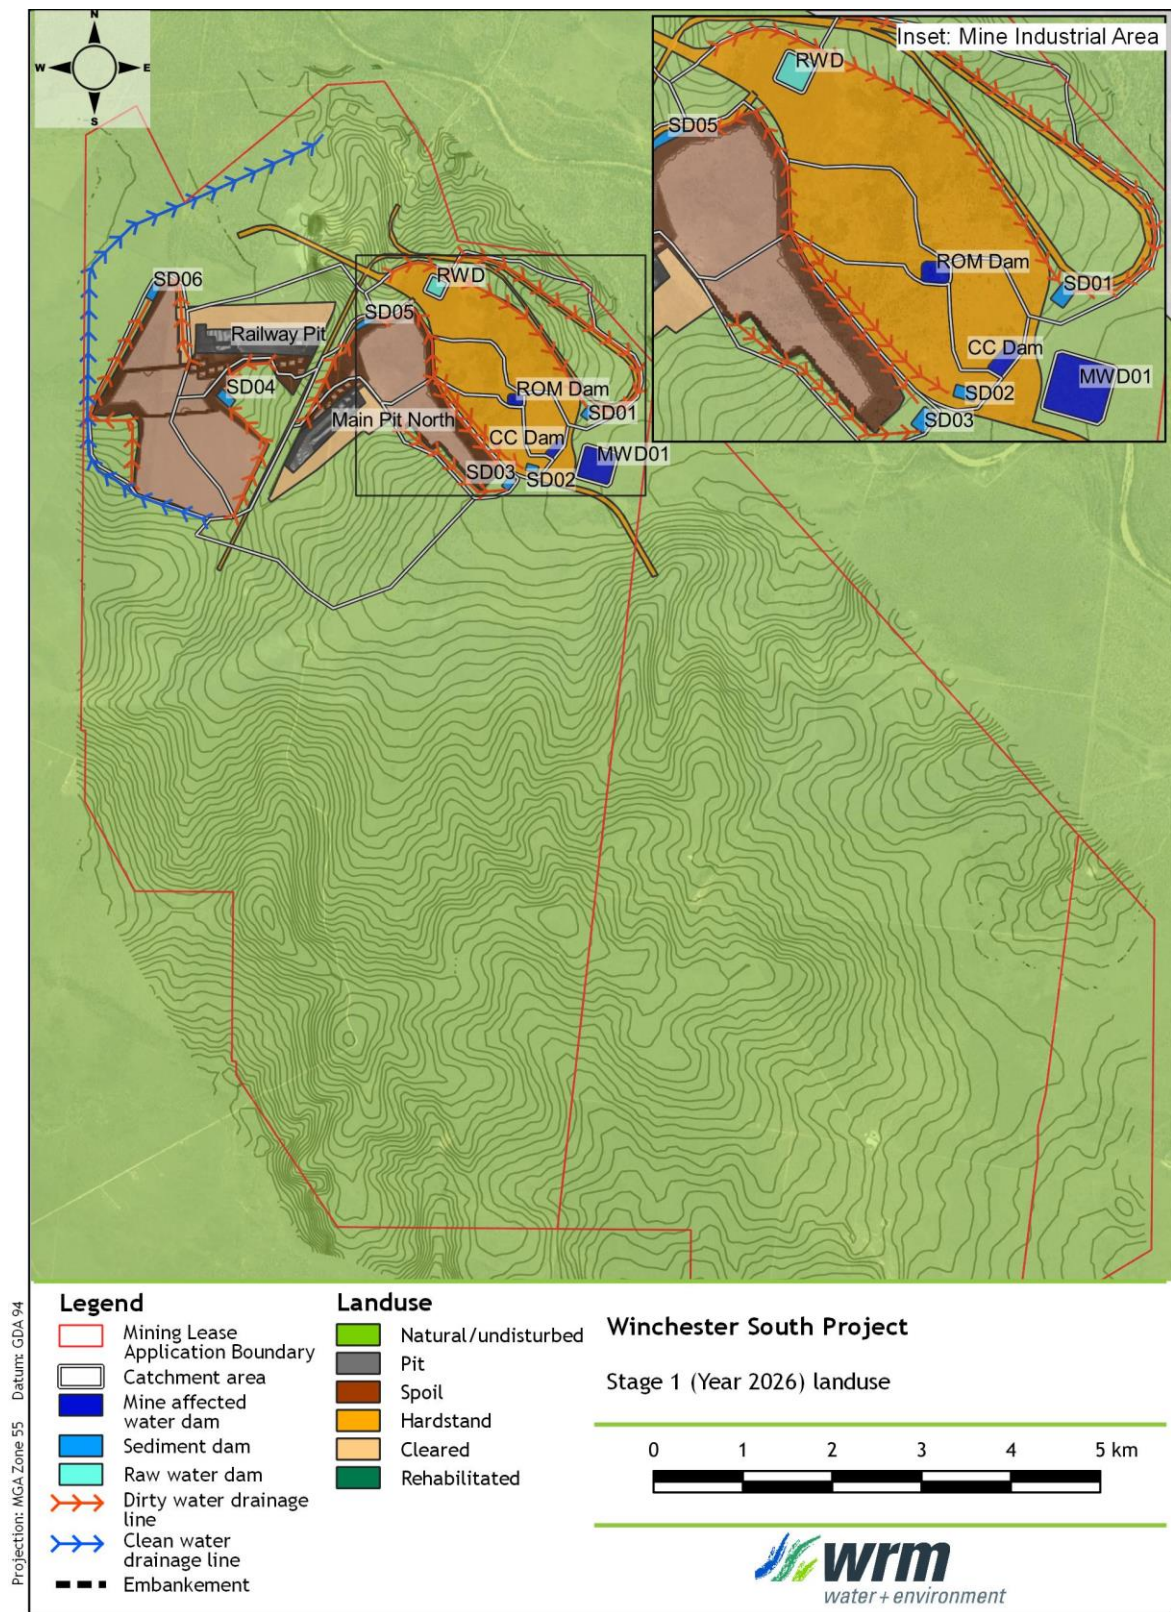 N
W
E
S
Inset: Mine Industrial Area
RWD
SD05
ROM Dam
SD01
CC Dam
MWD01
SD02
SD03
SD06
RWD
SD05
Railway Pit
SD04
ROM Dam
SD01
Main Pit North
CC Dam
MWD01
SD03
SD02
Legend
Mining Lease
Application Boundary
Catchment area
Mine affected
water dam
Sediment dam
Raw water dam
Dirty water drainage
line
Clean water
drainage line
Embankement
Landuse
Natural/undisturbed
Pit
Spoil
Hardstand
Cleared
Rehabilitated
Winchester South Project
Stage 1 (Year 2026) landuse
0 1 2 3 4 5 km
wrm
water + environment
Projection: MGA Zone 55 Datum: GDA 94